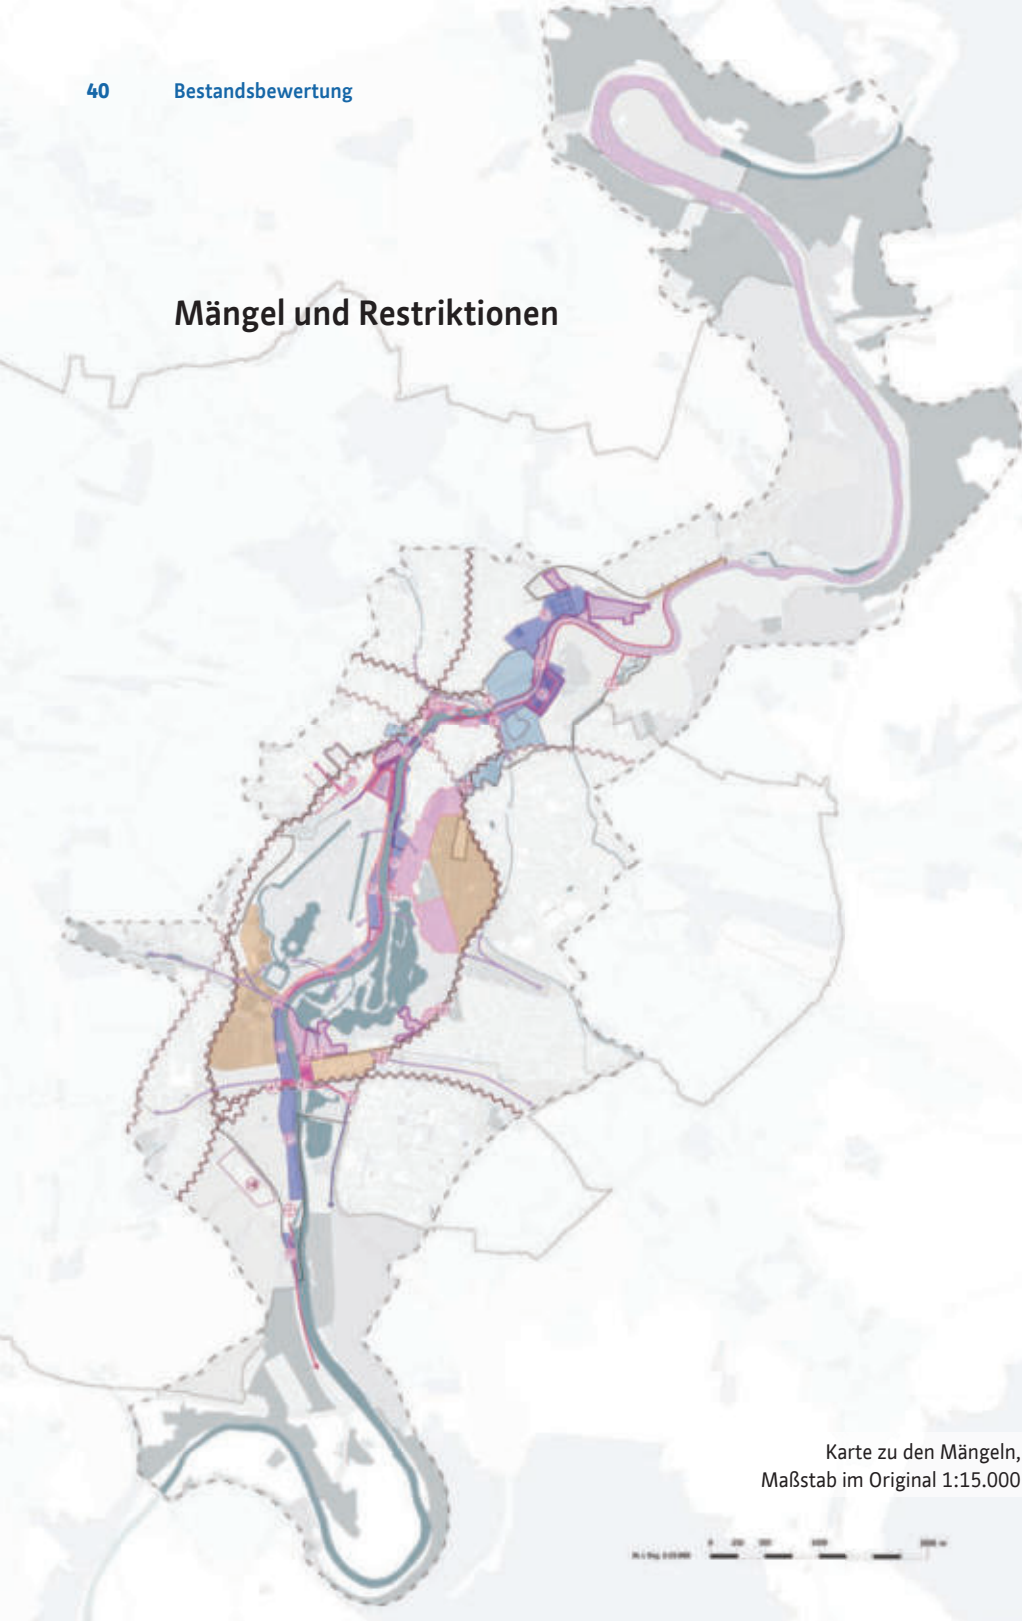 40 Bestandsbewertung
Mängel und Restriktionen
Karte zu den Mängeln,
Maßstab im Original 1:15.000